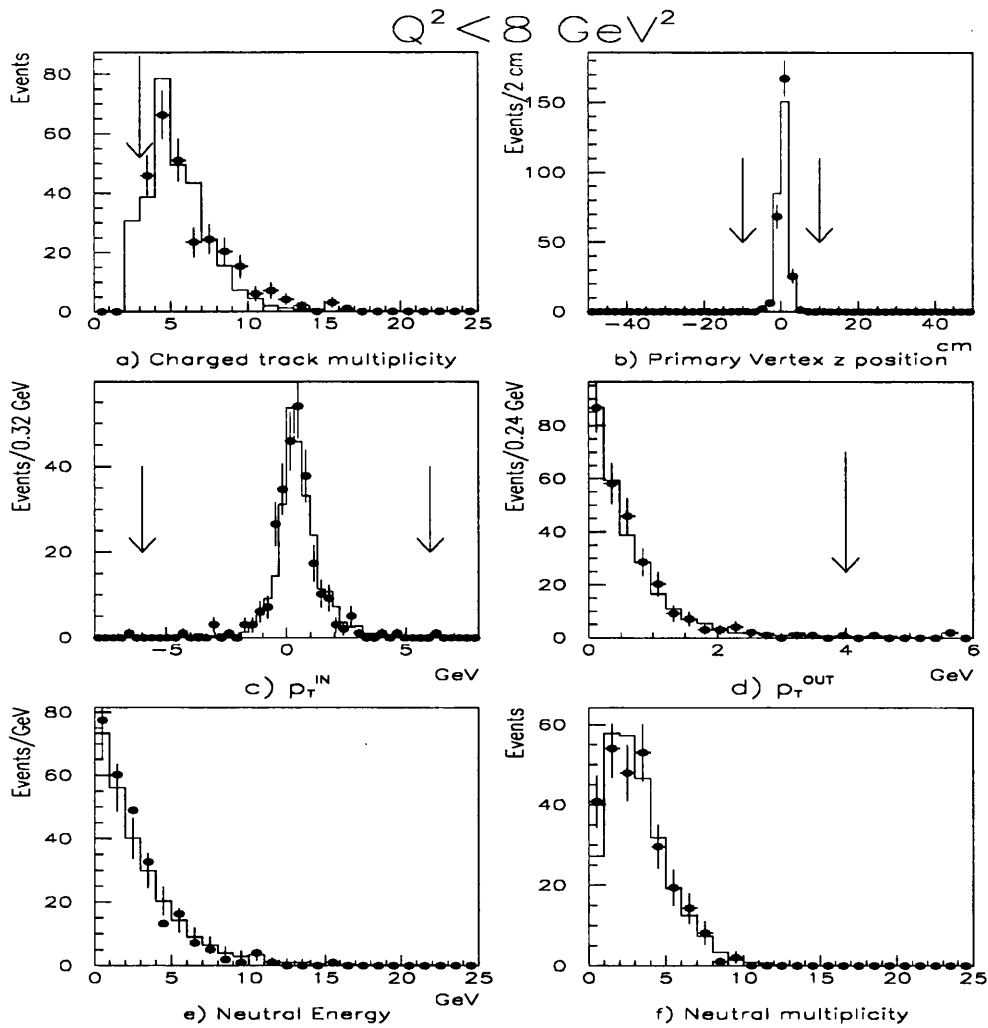 Q² < 8 GeV²
Events
80
60
40
20
0
0 5 10 15 20 25
a) Charged track multiplicity
Events/2 cm
150
100
50
0
−40 −20 0 20 40
cm
b) Primary Vertex z position
Events/0.32 GeV
40
20
0
−5 0 5
GeV
c) p_T^IN
Events/0.24 GeV
80
60
40
20
0
0 2 4 6
GeV
d) p_T^OUT
Events/GeV
80
60
40
20
0
0 5 10 15 20 25
GeV
e) Neutral Energy
Events
60
40
20
0
0 5 10 15 20 25
f) Neutral multiplicity